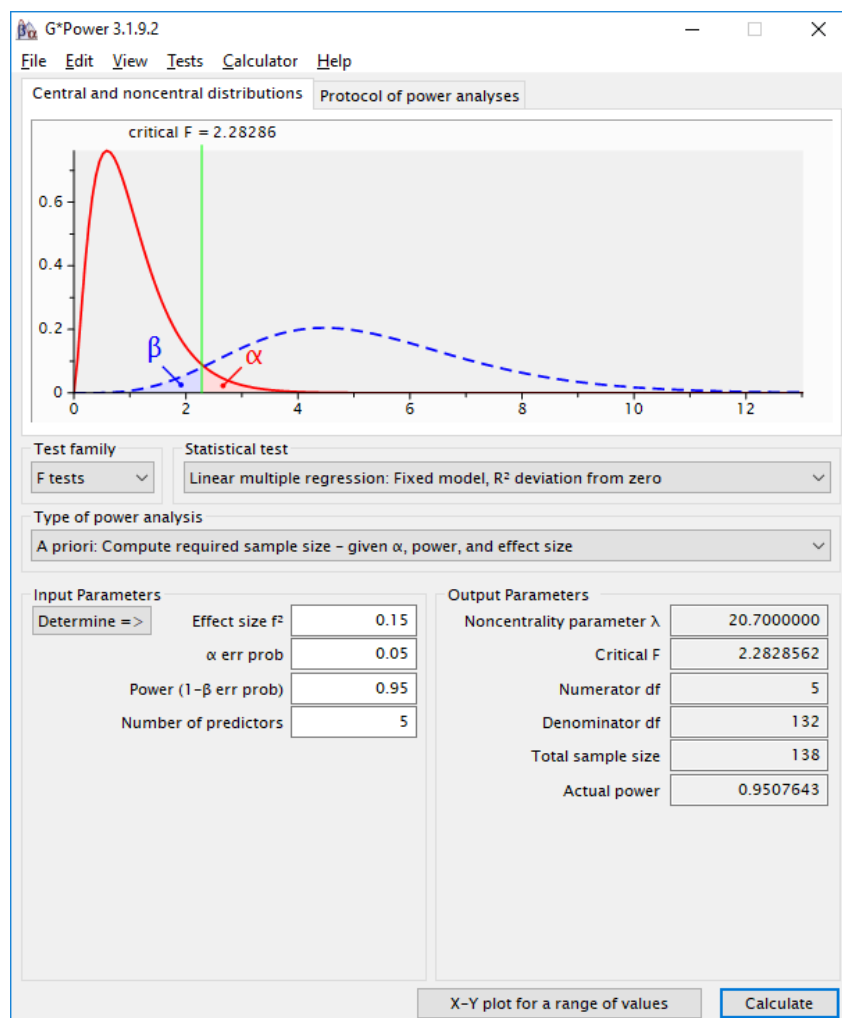 G*Power 3.1.9.2
File Edit View Tests Calculator Help
Central and noncentral distributions Protocol of power analyses
critical F = 2.28286
0.6
0.4
0.2
0
β
α
0 2 4 6 8 10 12
Test family Statistical test
F tests Linear multiple regression: Fixed model, R² deviation from zero
Type of power analysis
A priori: Compute required sample size - given α, power, and effect size
Input Parameters Output Parameters
Determine => Effect size f² 0.15 Noncentrality parameter λ 20.7000000
α err prob 0.05 Critical F 2.2828562
Power (1-β err prob) 0.95 Numerator df 5
Number of predictors 5 Denominator df 132
Total sample size 138
Actual power 0.9507643
X-Y plot for a range of values Calculate